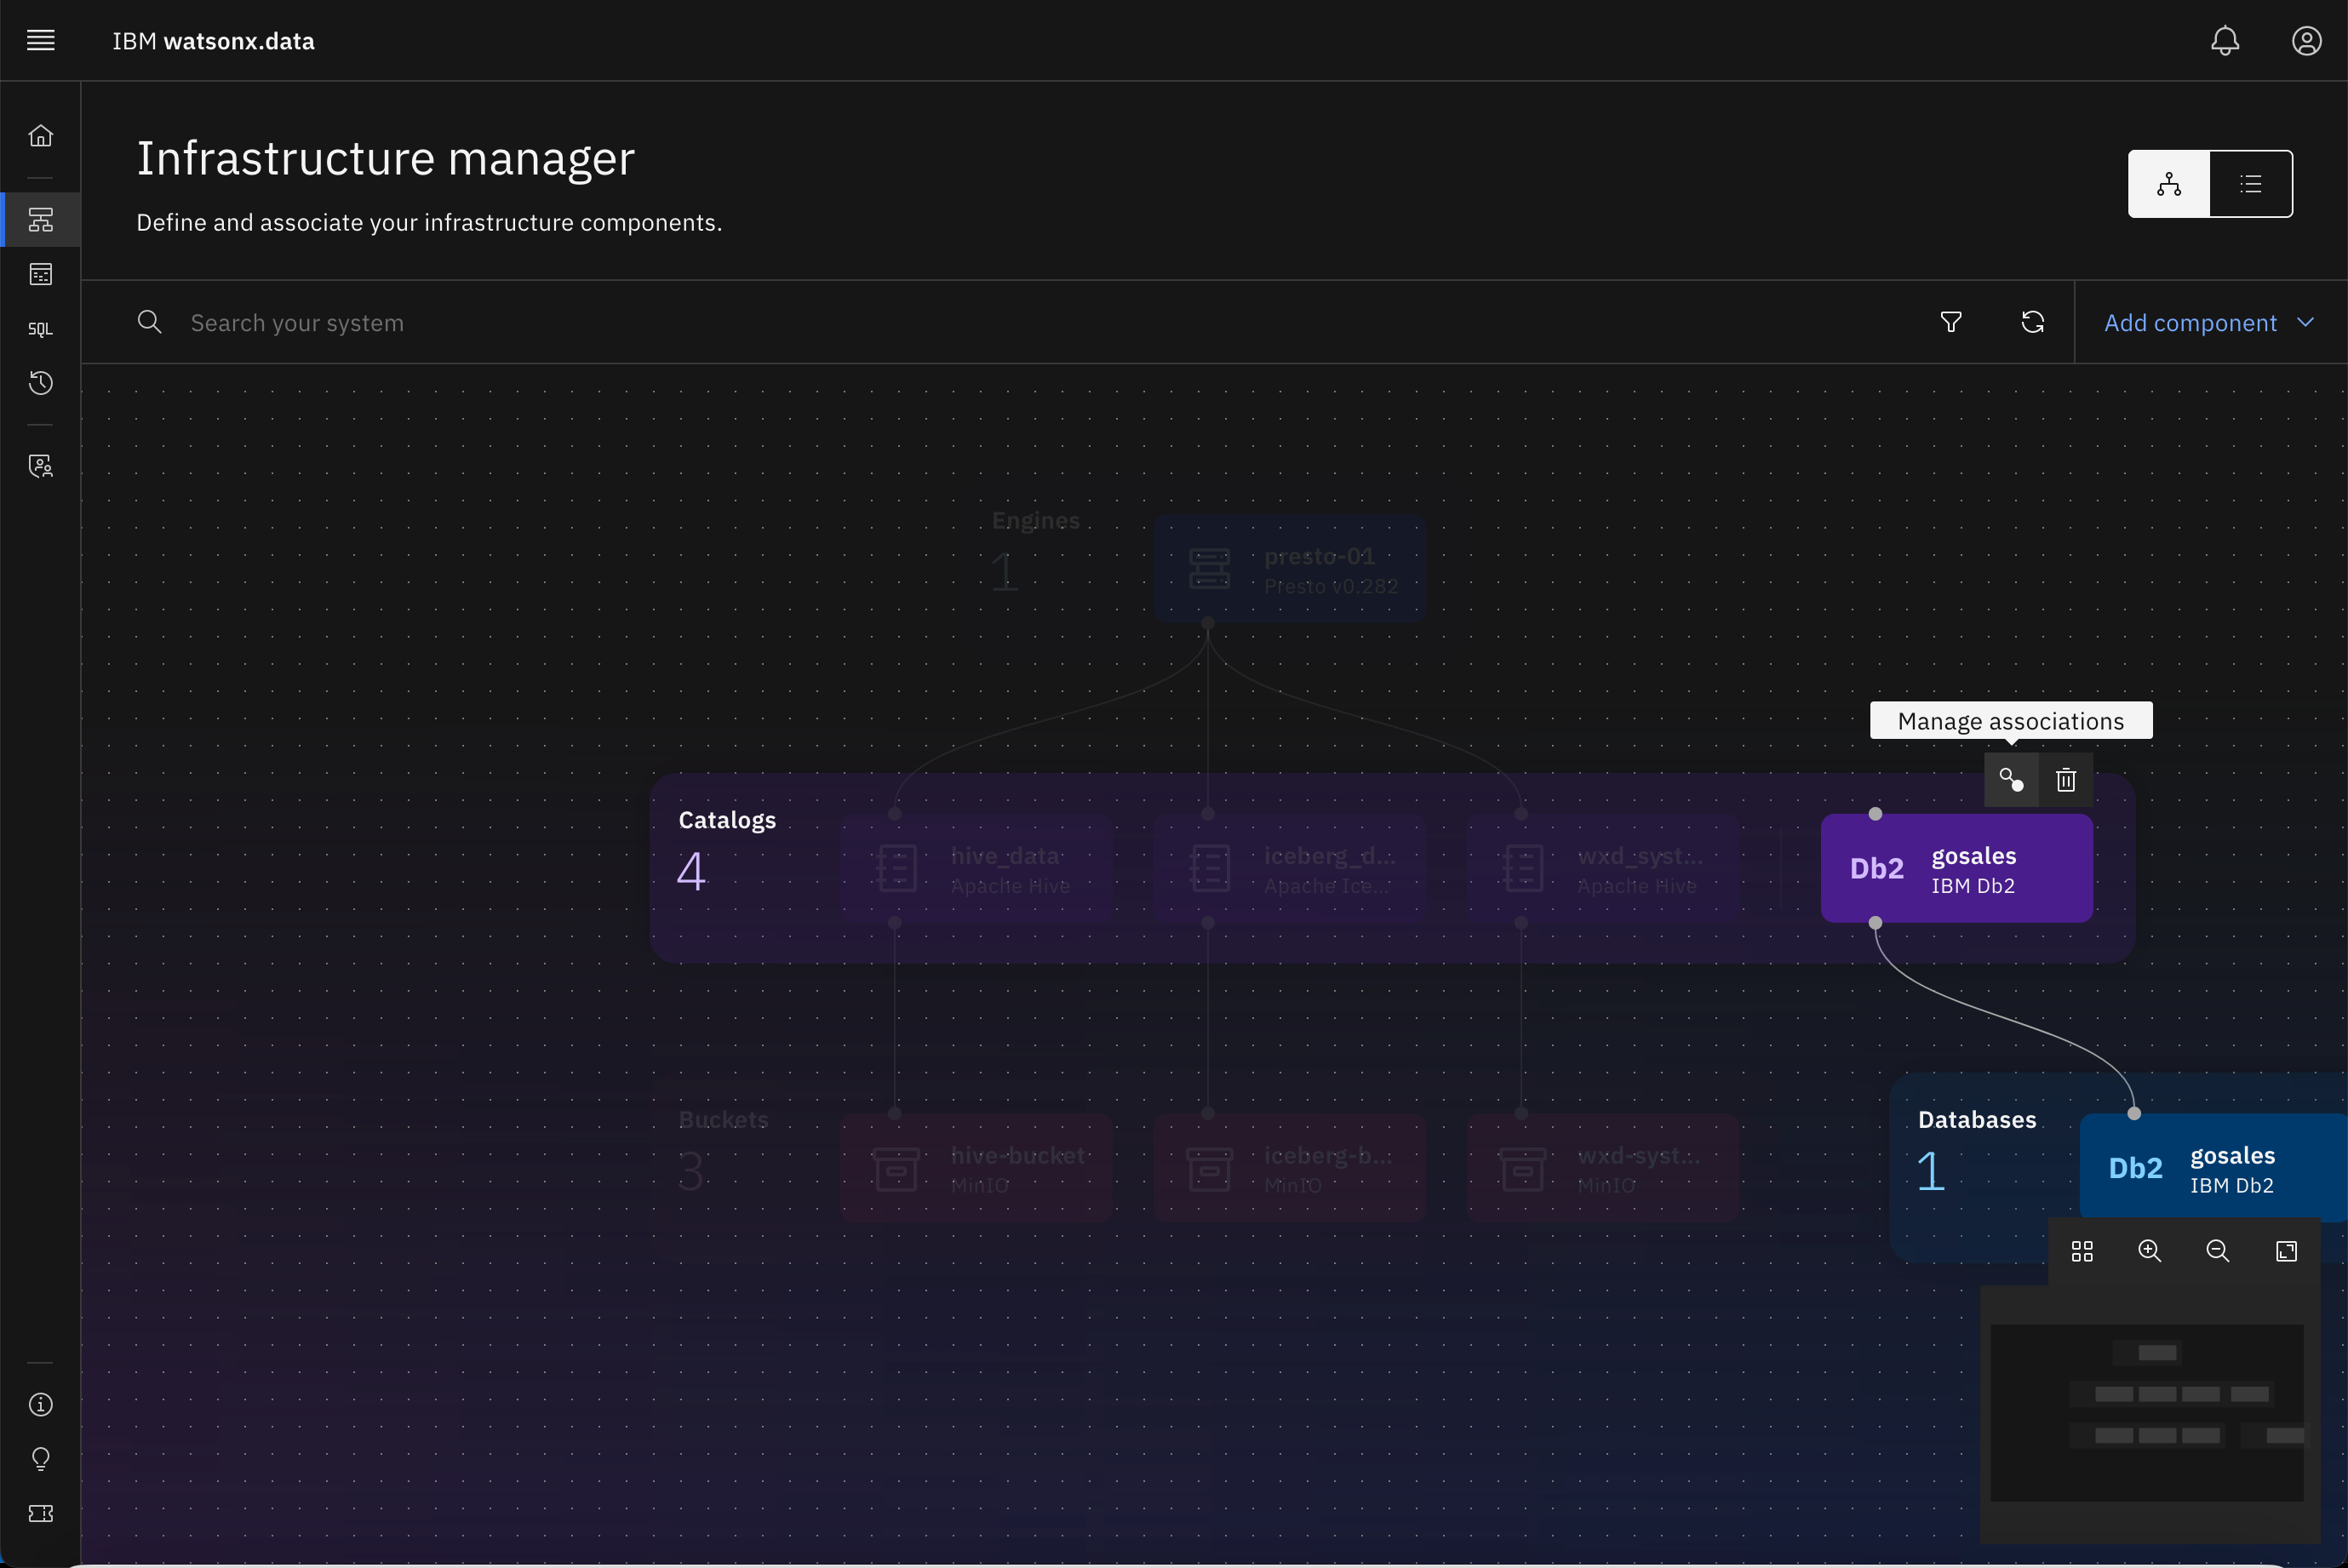 IBM watsonx.data
Infrastructure manager
Define and associate your infrastructure components.
SQL
Search your system
Add component
Engines
1
presto-01
Presto v0.282
Manage associations
Catalogs
4
hive_data
Apache Hive
iceberg_d...
Apache Ice...
wxd_syst...
Apache Hive
Db2
gosales
IBM Db2
Buckets
3
hive-bucket
MinIO
iceberg-b...
MinIO
wxd-syst...
MinIO
Databases
1
Db2
gosales
IBM Db2